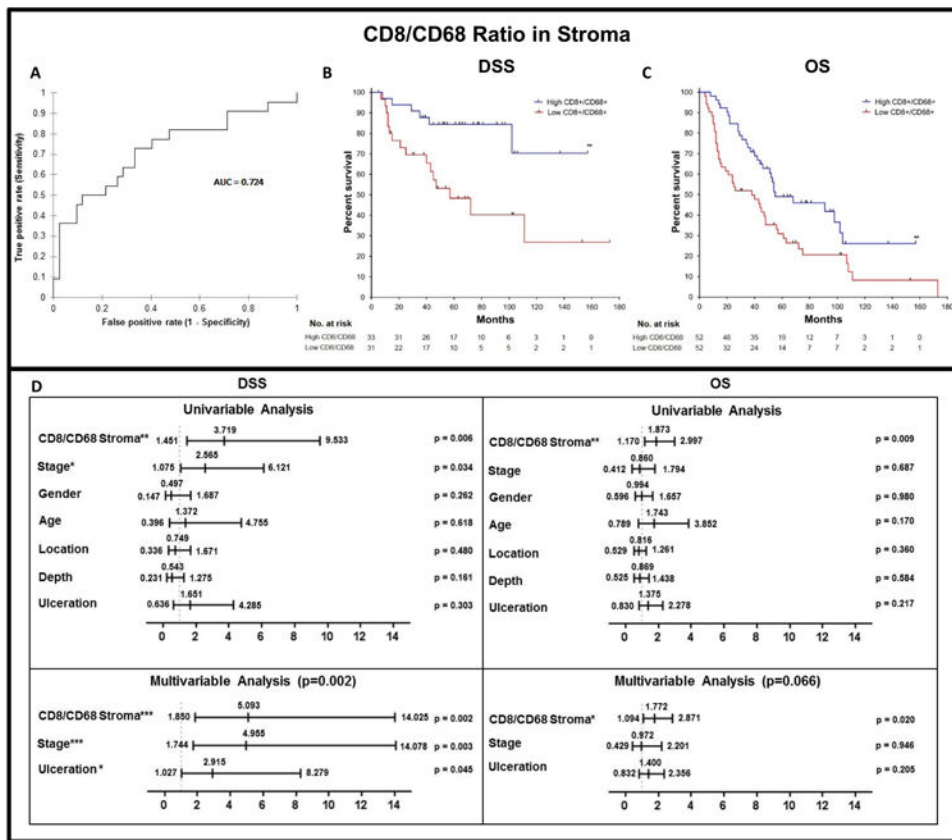 CD8/CD68 Ratio in Stroma
A
True positive rate (Sensitivity)
1
0.9
0.8
0.7
0.6
0.5
0.4
0.3
0.2
0.1
0
AUC = 0.724
0 0.2 0.4 0.6 0.8 1
False positive rate (1 - Specificity)
B
DSS
High CD8+/CD68+
Low CD8+/CD68+
Percent survival
100
90
80
70
60
50
40
30
20
10
0
**
0 20 40 60 80 100 120 140 160 180
Months
No. at risk
High CD8/CD68 33 31 26 17 10 6 3 1 0
Low CD8/CD68 31 22 17 10 5 5 2 2 1
C
OS
High CD8+/CD68+
Low CD8+/CD68+
Percent survival
100
90
80
70
60
50
40
30
20
10
0
**
0 20 40 60 80 100 120 140 160 180
Months
No. at risk
High CD8/CD68 52 48 35 19 12 7 3 1 0
Low CD8/CD68 52 32 24 14 7 7 2 2 1
D
DSS
Univariable Analysis
CD8/CD68 Stroma** 1.451 3.719 9.533 p = 0.006
Stage* 1.075 2.565 6.121 p = 0.034
Gender 0.147 0.497 1.687 p = 0.262
Age 0.396 1.372 4.755 p = 0.618
Location 0.336 0.749 1.671 p = 0.480
Depth 0.231 0.543 1.275 p = 0.161
Ulceration 0.636 1.651 4.285 p = 0.303
0 2 4 6 8 10 12 14
Multivariable Analysis (p=0.002)
CD8/CD68 Stroma*** 1.850 5.093 14.025 p = 0.002
Stage*** 1.744 4.955 14.078 p = 0.003
Ulceration * 1.027 2.915 8.279 p = 0.045
0 2 4 6 8 10 12 14
OS
Univariable Analysis
CD8/CD68 Stroma** 1.170 1.873 2.997 p = 0.009
Stage 0.412 0.860 1.794 p = 0.687
Gender 0.596 0.994 1.657 p = 0.980
Age 0.789 1.743 3.852 p = 0.170
Location 0.529 0.816 1.261 p = 0.360
Depth 0.525 0.869 1.438 p = 0.584
Ulceration 0.830 1.375 2.278 p = 0.217
0 2 4 6 8 10 12 14
Multivariable Analysis (p=0.066)
CD8/CD68 Stroma* 1.094 1.772 2.871 p = 0.020
Stage 0.429 0.972 2.201 p = 0.946
Ulceration 0.832 1.400 2.356 p = 0.205
0 2 4 6 8 10 12 14